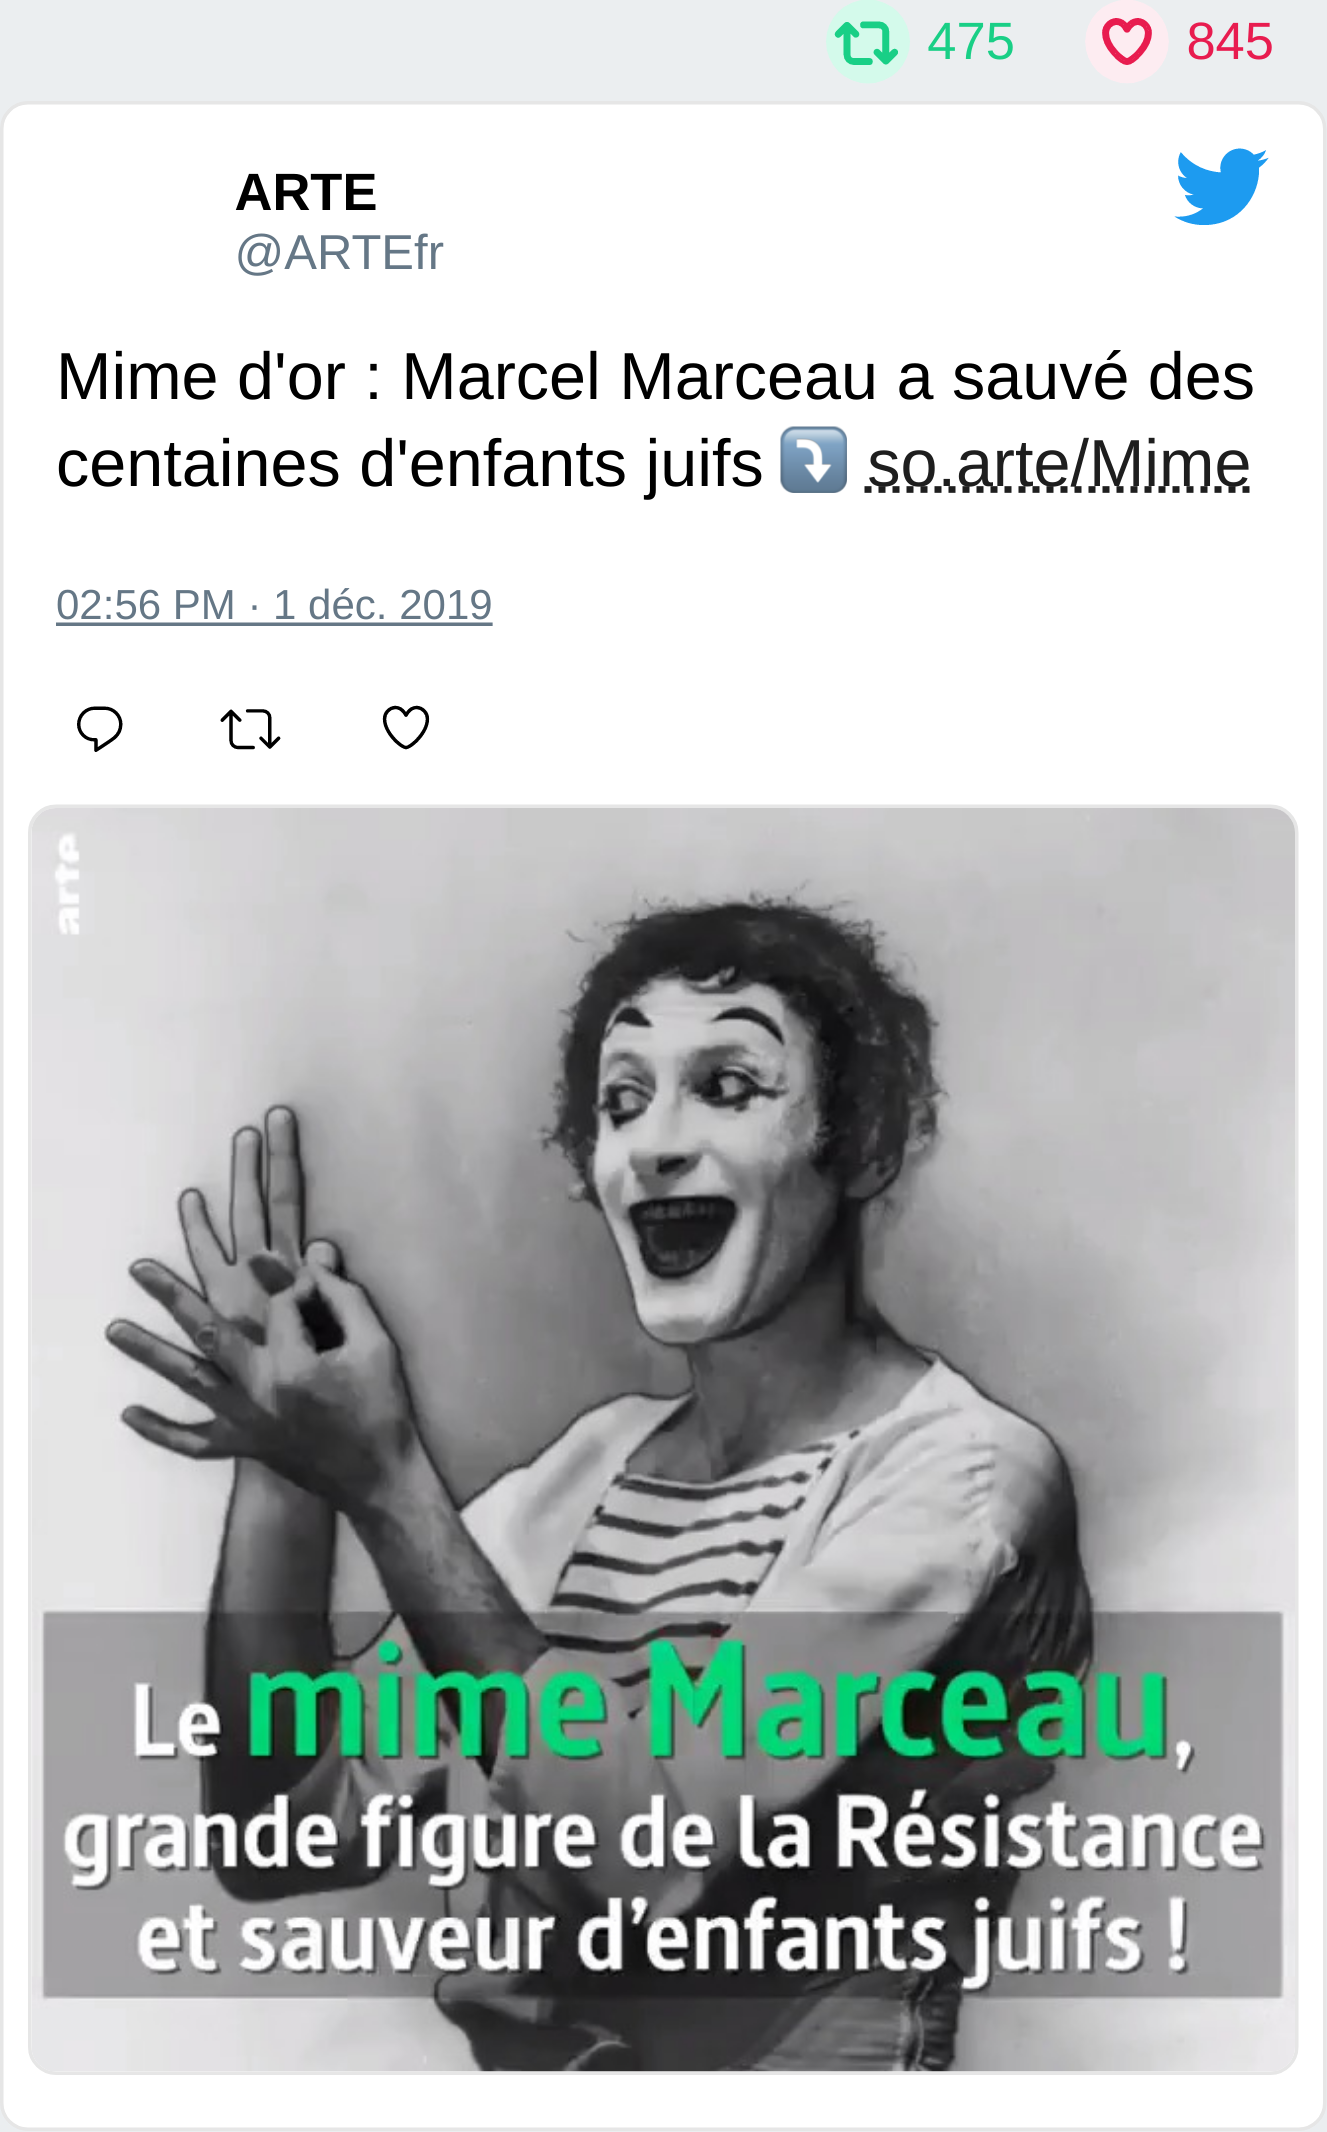 475 845
ARTE
@ARTEfr
Mime d'or : Marcel Marceau a sauvé des
centaines d'enfants juifs ⤵️ so.arte/Mime
02:56 PM · 1 déc. 2019
arte
Le mime Marceau,
grande figure de la Résistance
et sauveur d’enfants juifs !